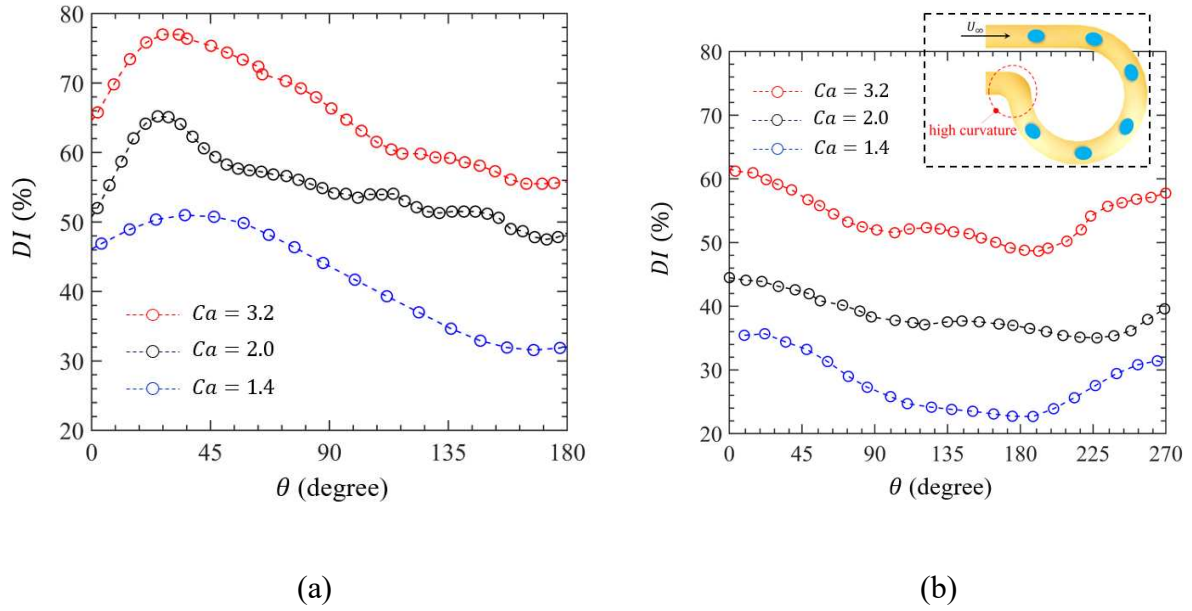 80
70
60
50
40
30
20
DI (%)
Ca = 3.2
Ca = 2.0
Ca = 1.4
0 45 90 135 180
θ (degree)
(a)
80
70
60
50
40
30
20
DI (%)
Ca = 3.2
Ca = 2.0
Ca = 1.4
U∞
high curvature
0 45 90 135 180 225 270
θ (degree)
(b)